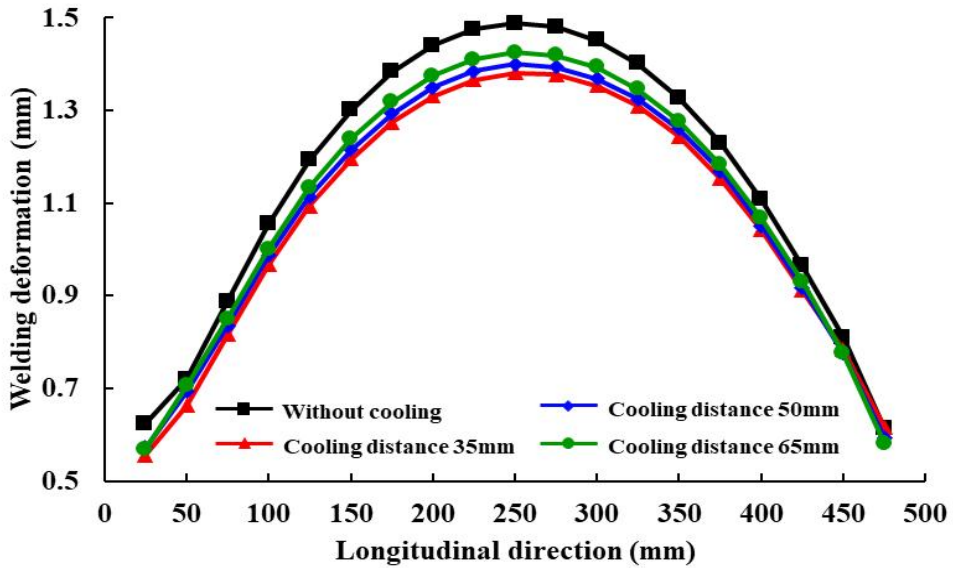 1.5
1.3
1.1
0.9
0.7
0.5
Welding deformation (mm)
Without cooling
Cooling distance 50mm
Cooling distance 35mm
Cooling distance 65mm
0 50 100 150 200 250 300 350 400 450 500
Longitudinal direction (mm)